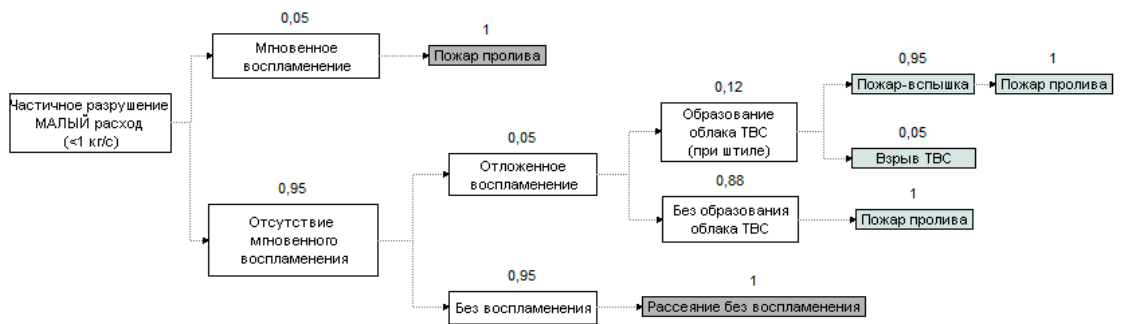 0,05
Мгновенное
воспламенение
1
Пожар пролива
Частичное разрушение
МАЛЫЙ расход
(<1 кг/с)
0,95
Отсутствие
мгновенного
воспламенения
0,05
Отложенное
воспламенение
0,12
Образование
облака ТВС
(при штиле)
0,95
Пожар-вспышка
1
Пожар пролива
0,05
Взрыв ТВС
0,88
Без образования
облака ТВС
1
Пожар пролива
0,95
Без воспламенения
1
Рассеяние без воспламенения